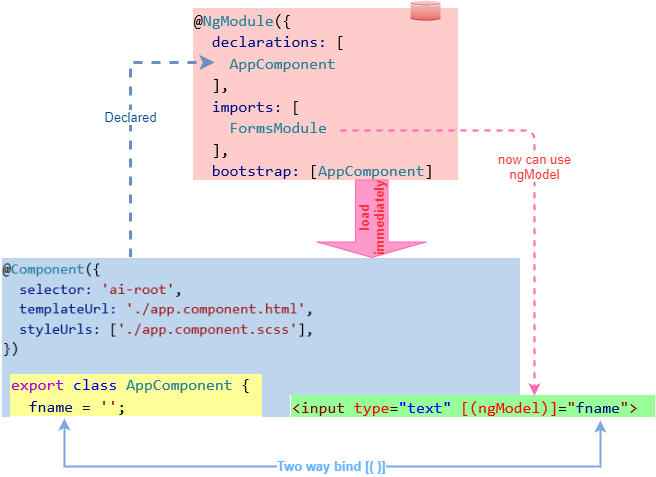 @NgModule({
declarations: [
AppComponent
],
imports: [
FormsModule
],
bootstrap: [AppComponent]
Declared
now can use
ngModel
load
immediately
@Component({
selector: 'ai-root',
templateUrl: './app.component.html',
styleUrls: ['./app.component.scss'],
})
export class AppComponent {
fname = '';
<input type="text" [(ngModel)]="fname">
Two way bind [( )]